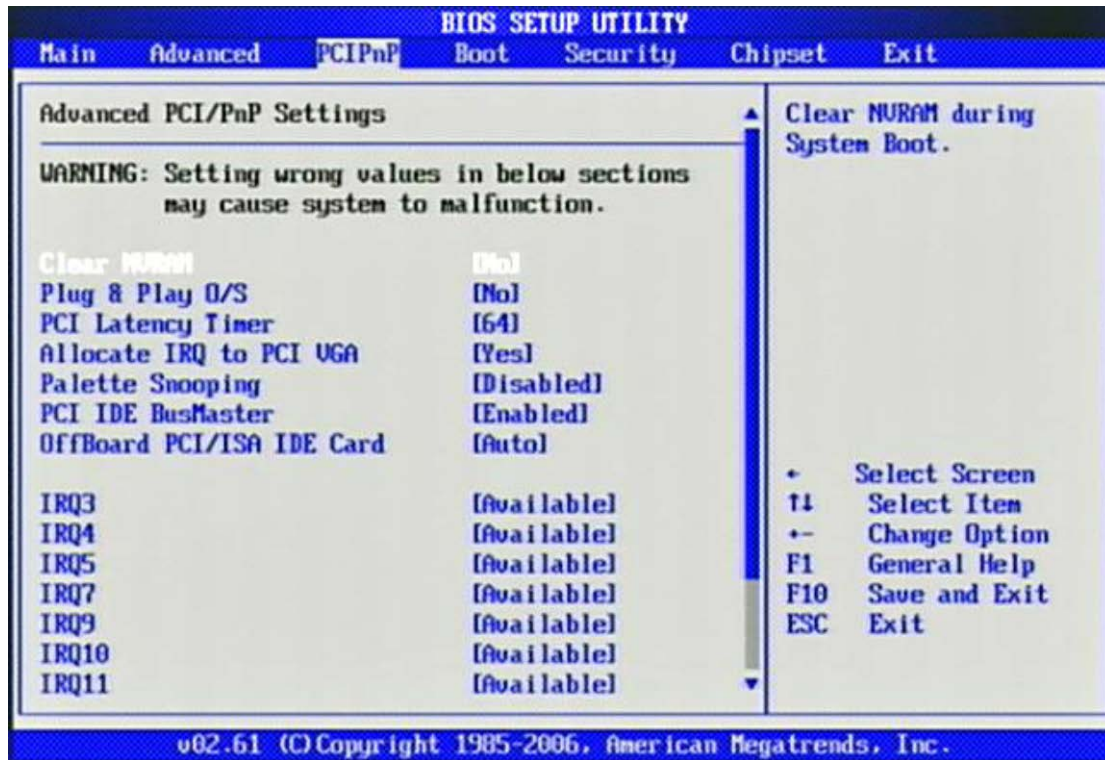 BIOS SETUP UTILITY
Main Advanced PCIPnP Boot Security Chipset Exit
Advanced PCI/PnP Settings
WARNING: Setting wrong values in below sections
may cause system to malfunction.
Clear NVRAM [No]
Plug & Play O/S [No]
PCI Latency Timer [64]
Allocate IRQ to PCI VGA [Yes]
Palette Snooping [Disabled]
PCI IDE BusMaster [Enabled]
OffBoard PCI/ISA IDE Card [Auto]
IRQ3 [Available]
IRQ4 [Available]
IRQ5 [Available]
IRQ7 [Available]
IRQ9 [Available]
IRQ10 [Available]
IRQ11 [Available]
Clear NVRAM during
System Boot.
← Select Screen
↑↓ Select Item
+- Change Option
F1 General Help
F10 Save and Exit
ESC Exit
v02.61 (C)Copyright 1985-2006, American Megatrends, Inc.